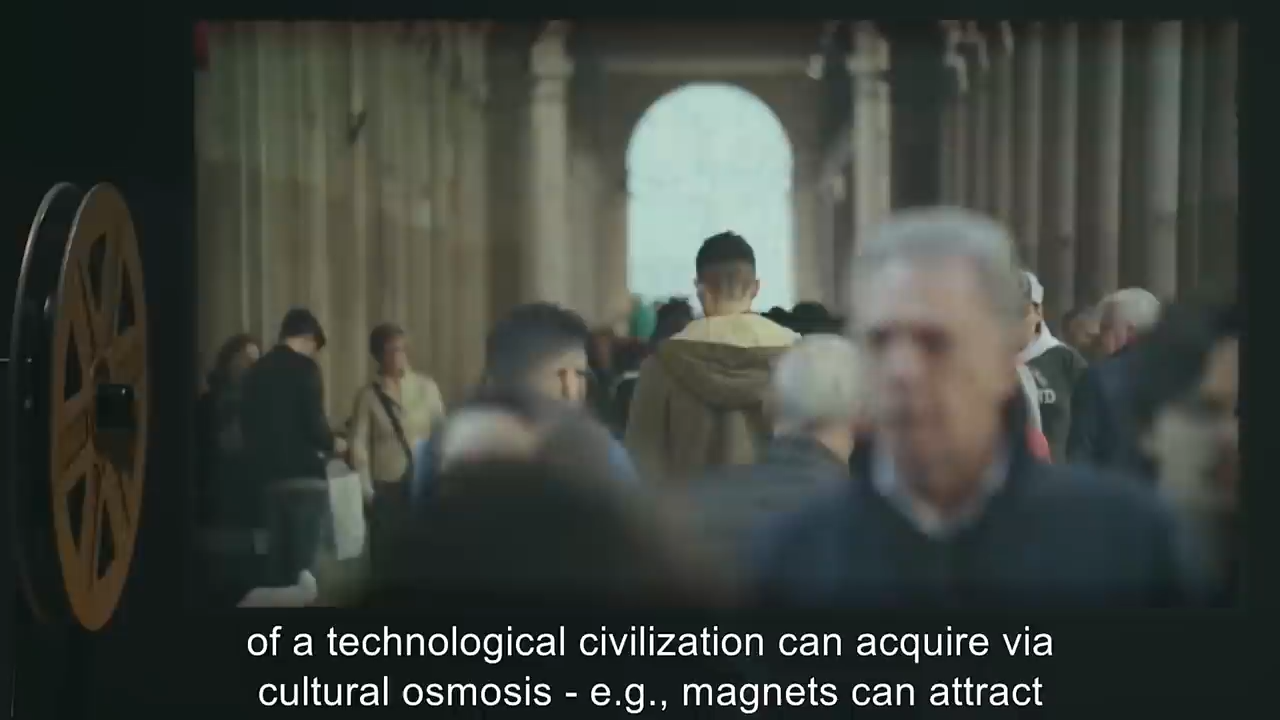 of a technological civilization can acquire via
cultural osmosis - e.g., magnets can attract